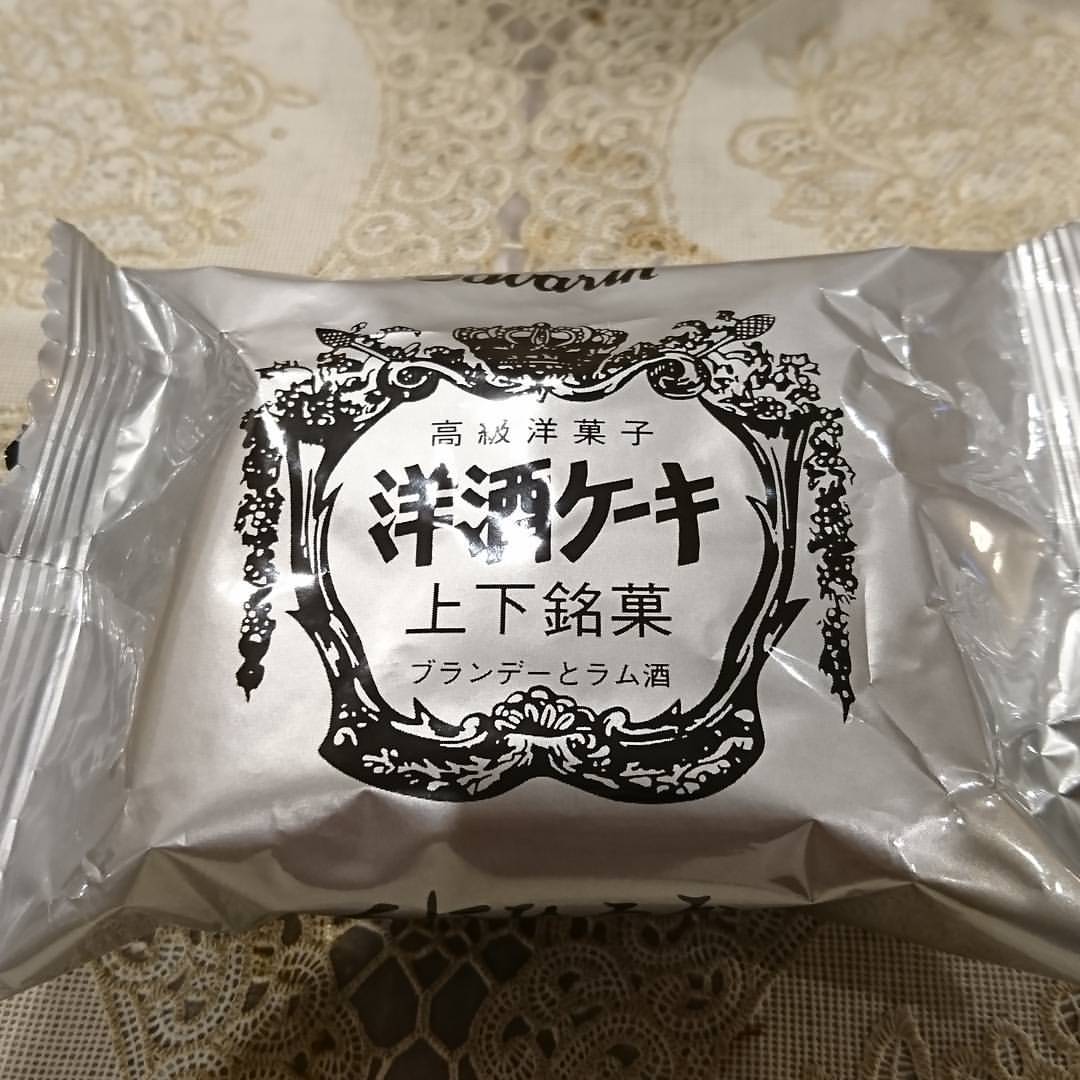 Savarin
高級洋菓子
洋酒ケーキ
上下銘菓
ブランデーとラム酒